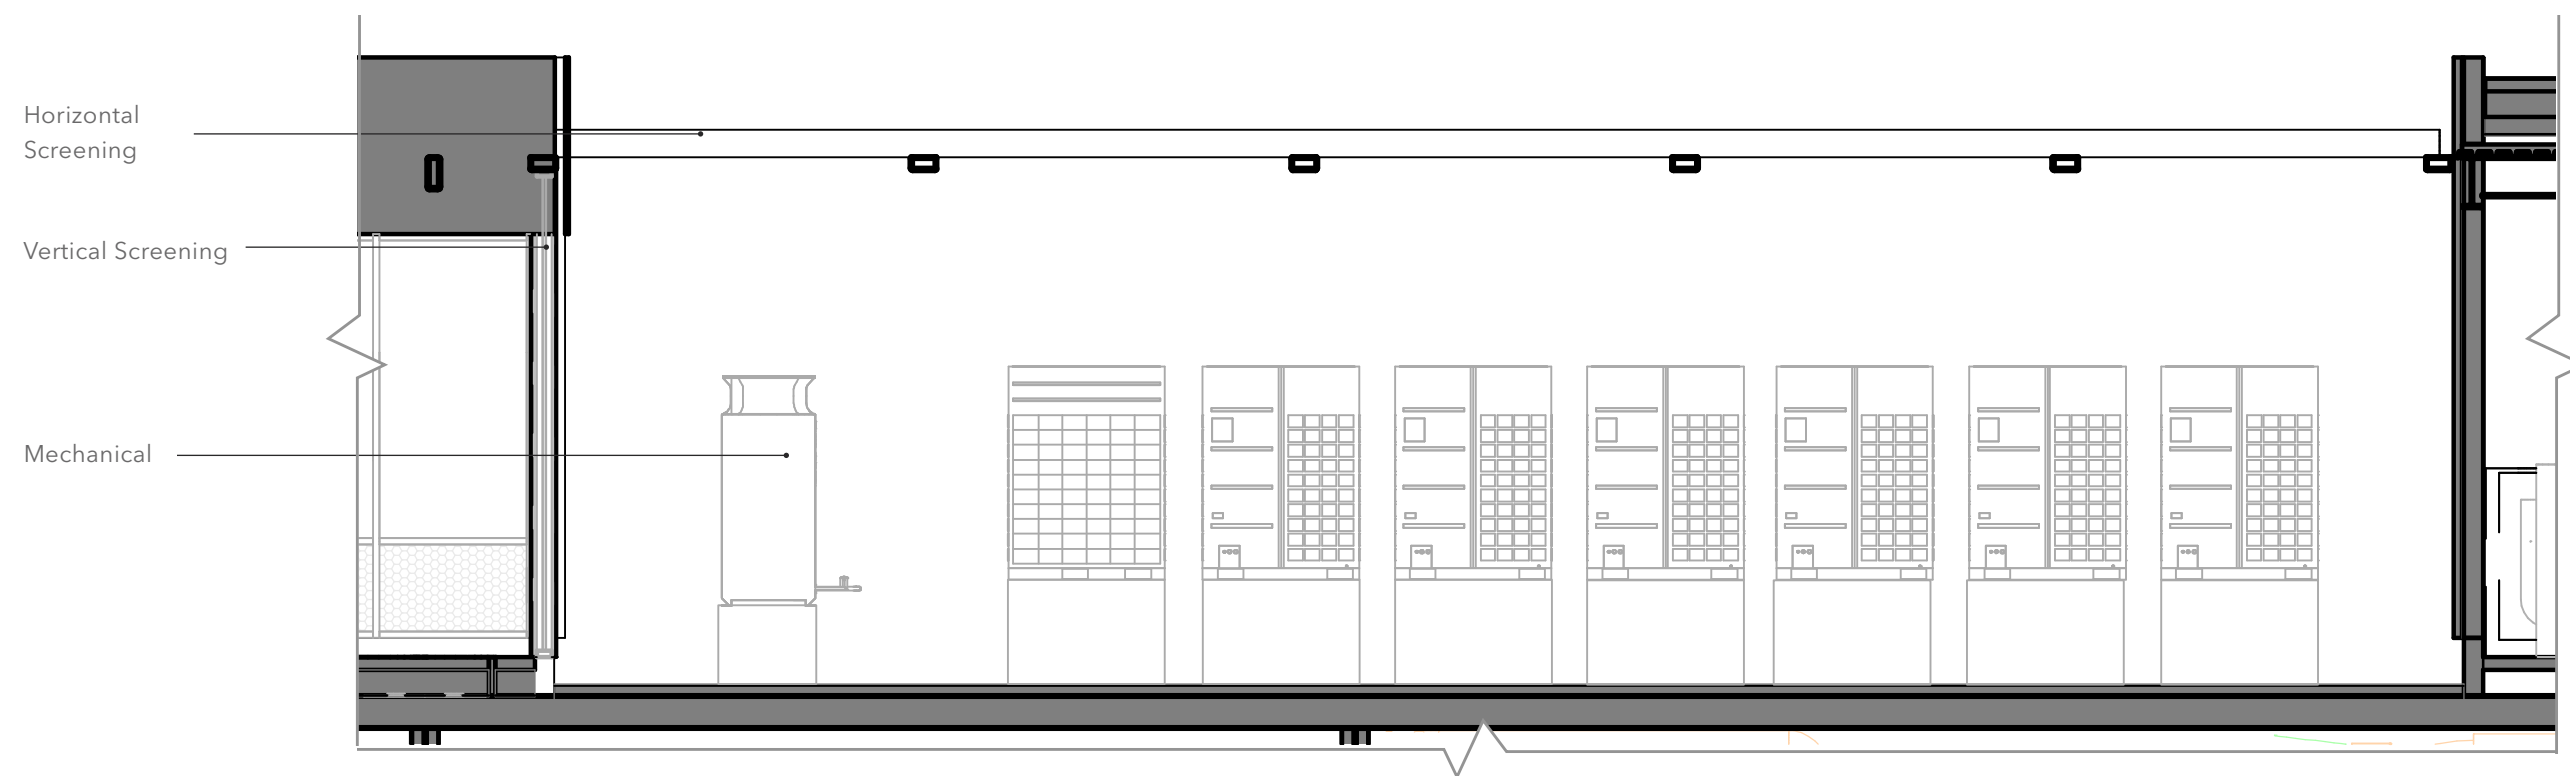 Horizontal
Screening
Vertical Screening
Mechanical